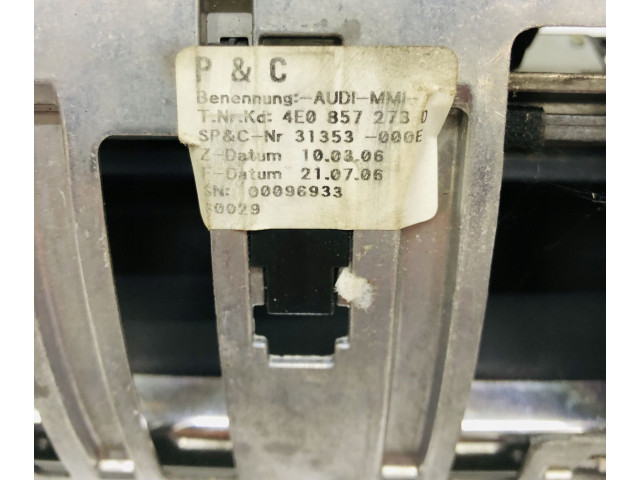 P & C
Benennung:-AUDI-MMI-
T.Nr.Kd: 4E0 857 273 D
SP&C-Nr 31353 -000E
Z-Datum 10.03.06
F-Datum 21.07.06
SN: 00096933
80029